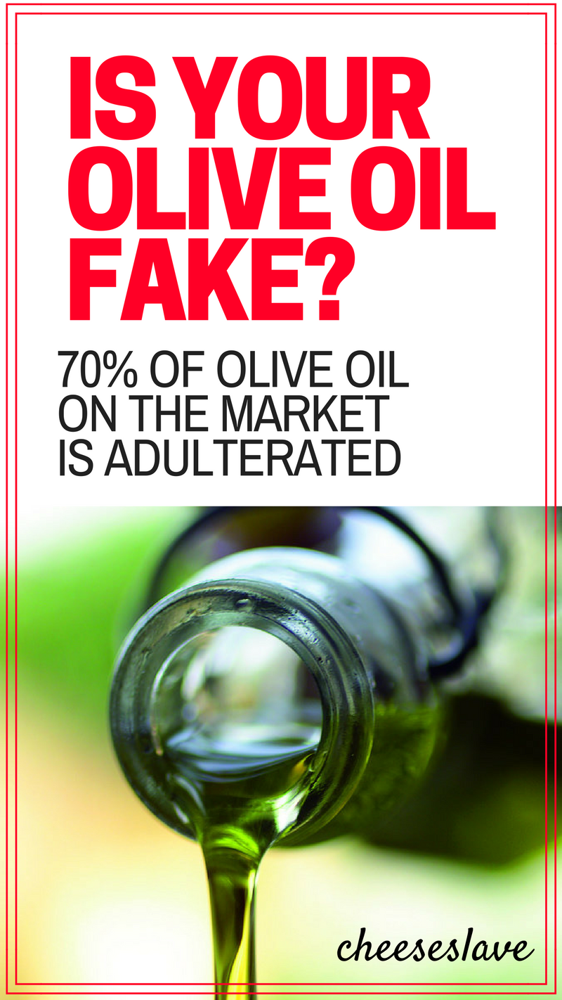 IS YOUR
OLIVE OIL
FAKE?
70% OF OLIVE OIL
ON THE MARKET
IS ADULTERATED
cheeseslave